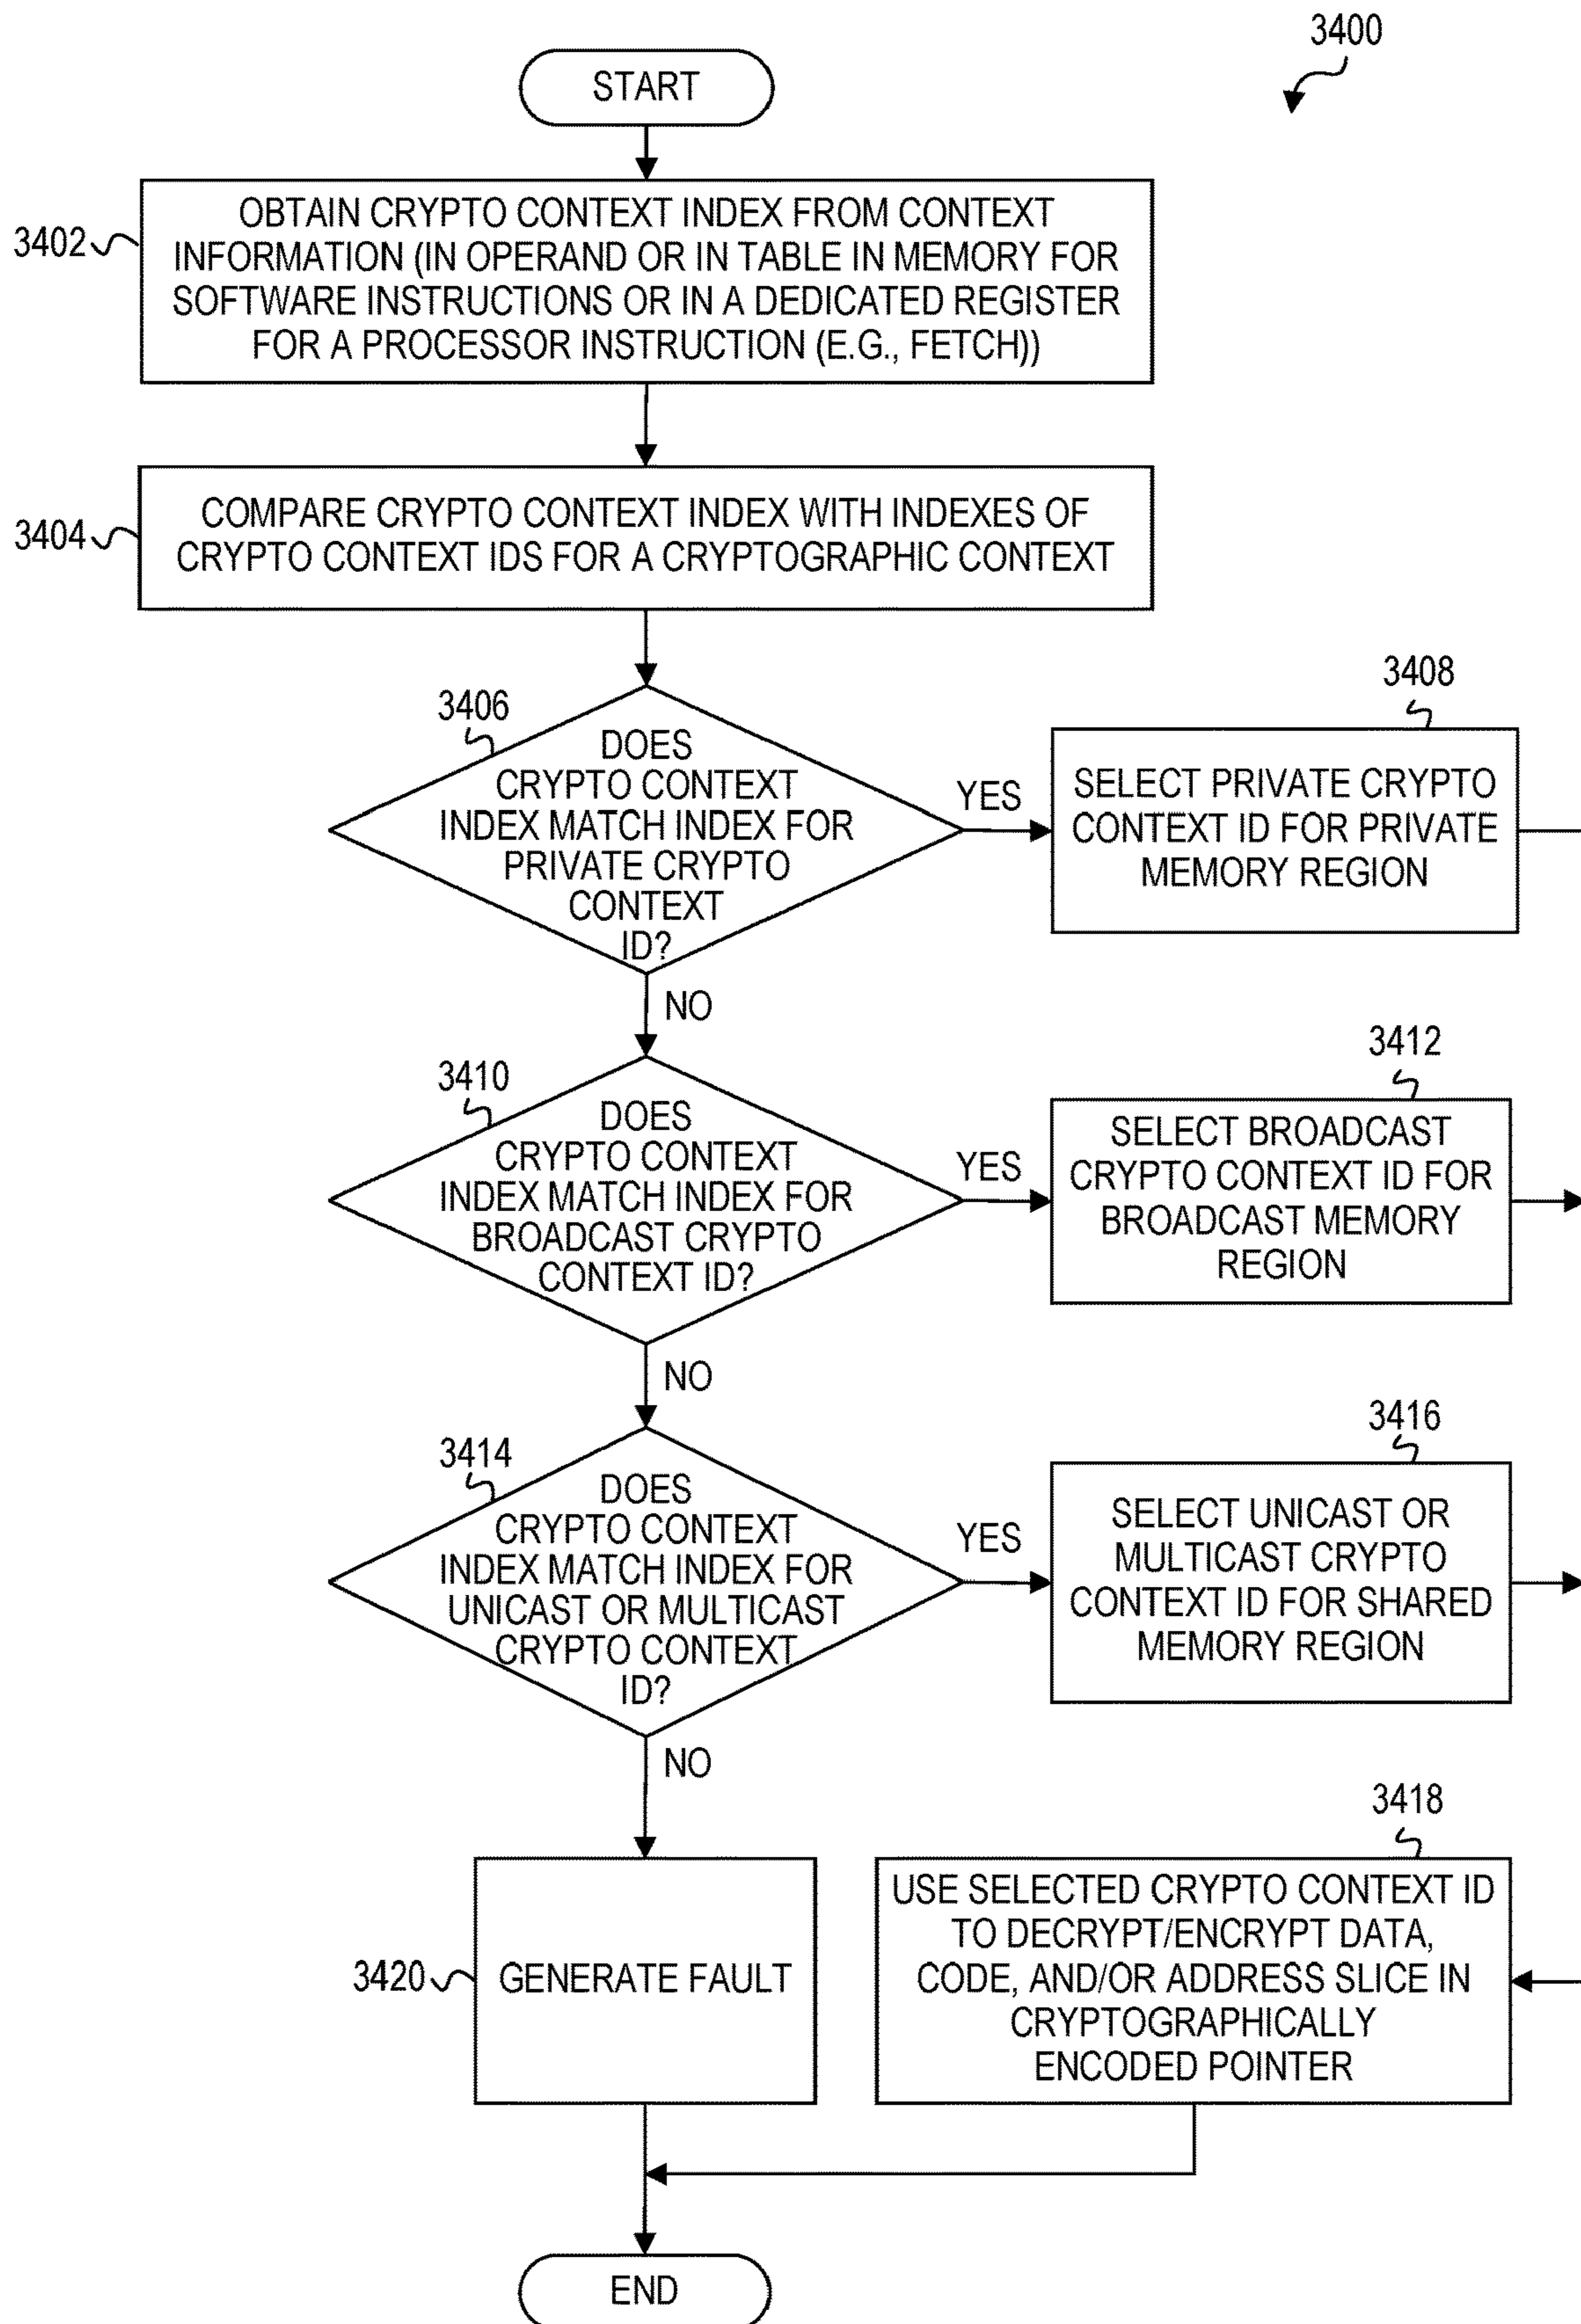 3400
START
3402
OBTAIN CRYPTO CONTEXT INDEX FROM CONTEXT
INFORMATION (IN OPERAND OR IN TABLE IN MEMORY FOR
SOFTWARE INSTRUCTIONS OR IN A DEDICATED REGISTER
FOR A PROCESSOR INSTRUCTION (E.G., FETCH))
3404
COMPARE CRYPTO CONTEXT INDEX WITH INDEXES OF
CRYPTO CONTEXT IDS FOR A CRYPTOGRAPHIC CONTEXT
3406
DOES
CRYPTO CONTEXT
INDEX MATCH INDEX FOR
PRIVATE CRYPTO
CONTEXT
ID?
YES
3408
SELECT PRIVATE CRYPTO
CONTEXT ID FOR PRIVATE
MEMORY REGION
NO
3410
DOES
CRYPTO CONTEXT
INDEX MATCH INDEX FOR
BROADCAST CRYPTO
CONTEXT ID?
YES
3412
SELECT BROADCAST
CRYPTO CONTEXT ID FOR
BROADCAST MEMORY
REGION
NO
3414
DOES
CRYPTO CONTEXT
INDEX MATCH INDEX FOR
UNICAST OR MULTICAST
CRYPTO CONTEXT
ID?
YES
3416
SELECT UNICAST OR
MULTICAST CRYPTO
CONTEXT ID FOR SHARED
MEMORY REGION
NO
3420
GENERATE FAULT
3418
USE SELECTED CRYPTO CONTEXT ID
TO DECRYPT/ENCRYPT DATA,
CODE, AND/OR ADDRESS SLICE IN
CRYPTOGRAPHICALLY
ENCODED POINTER
END